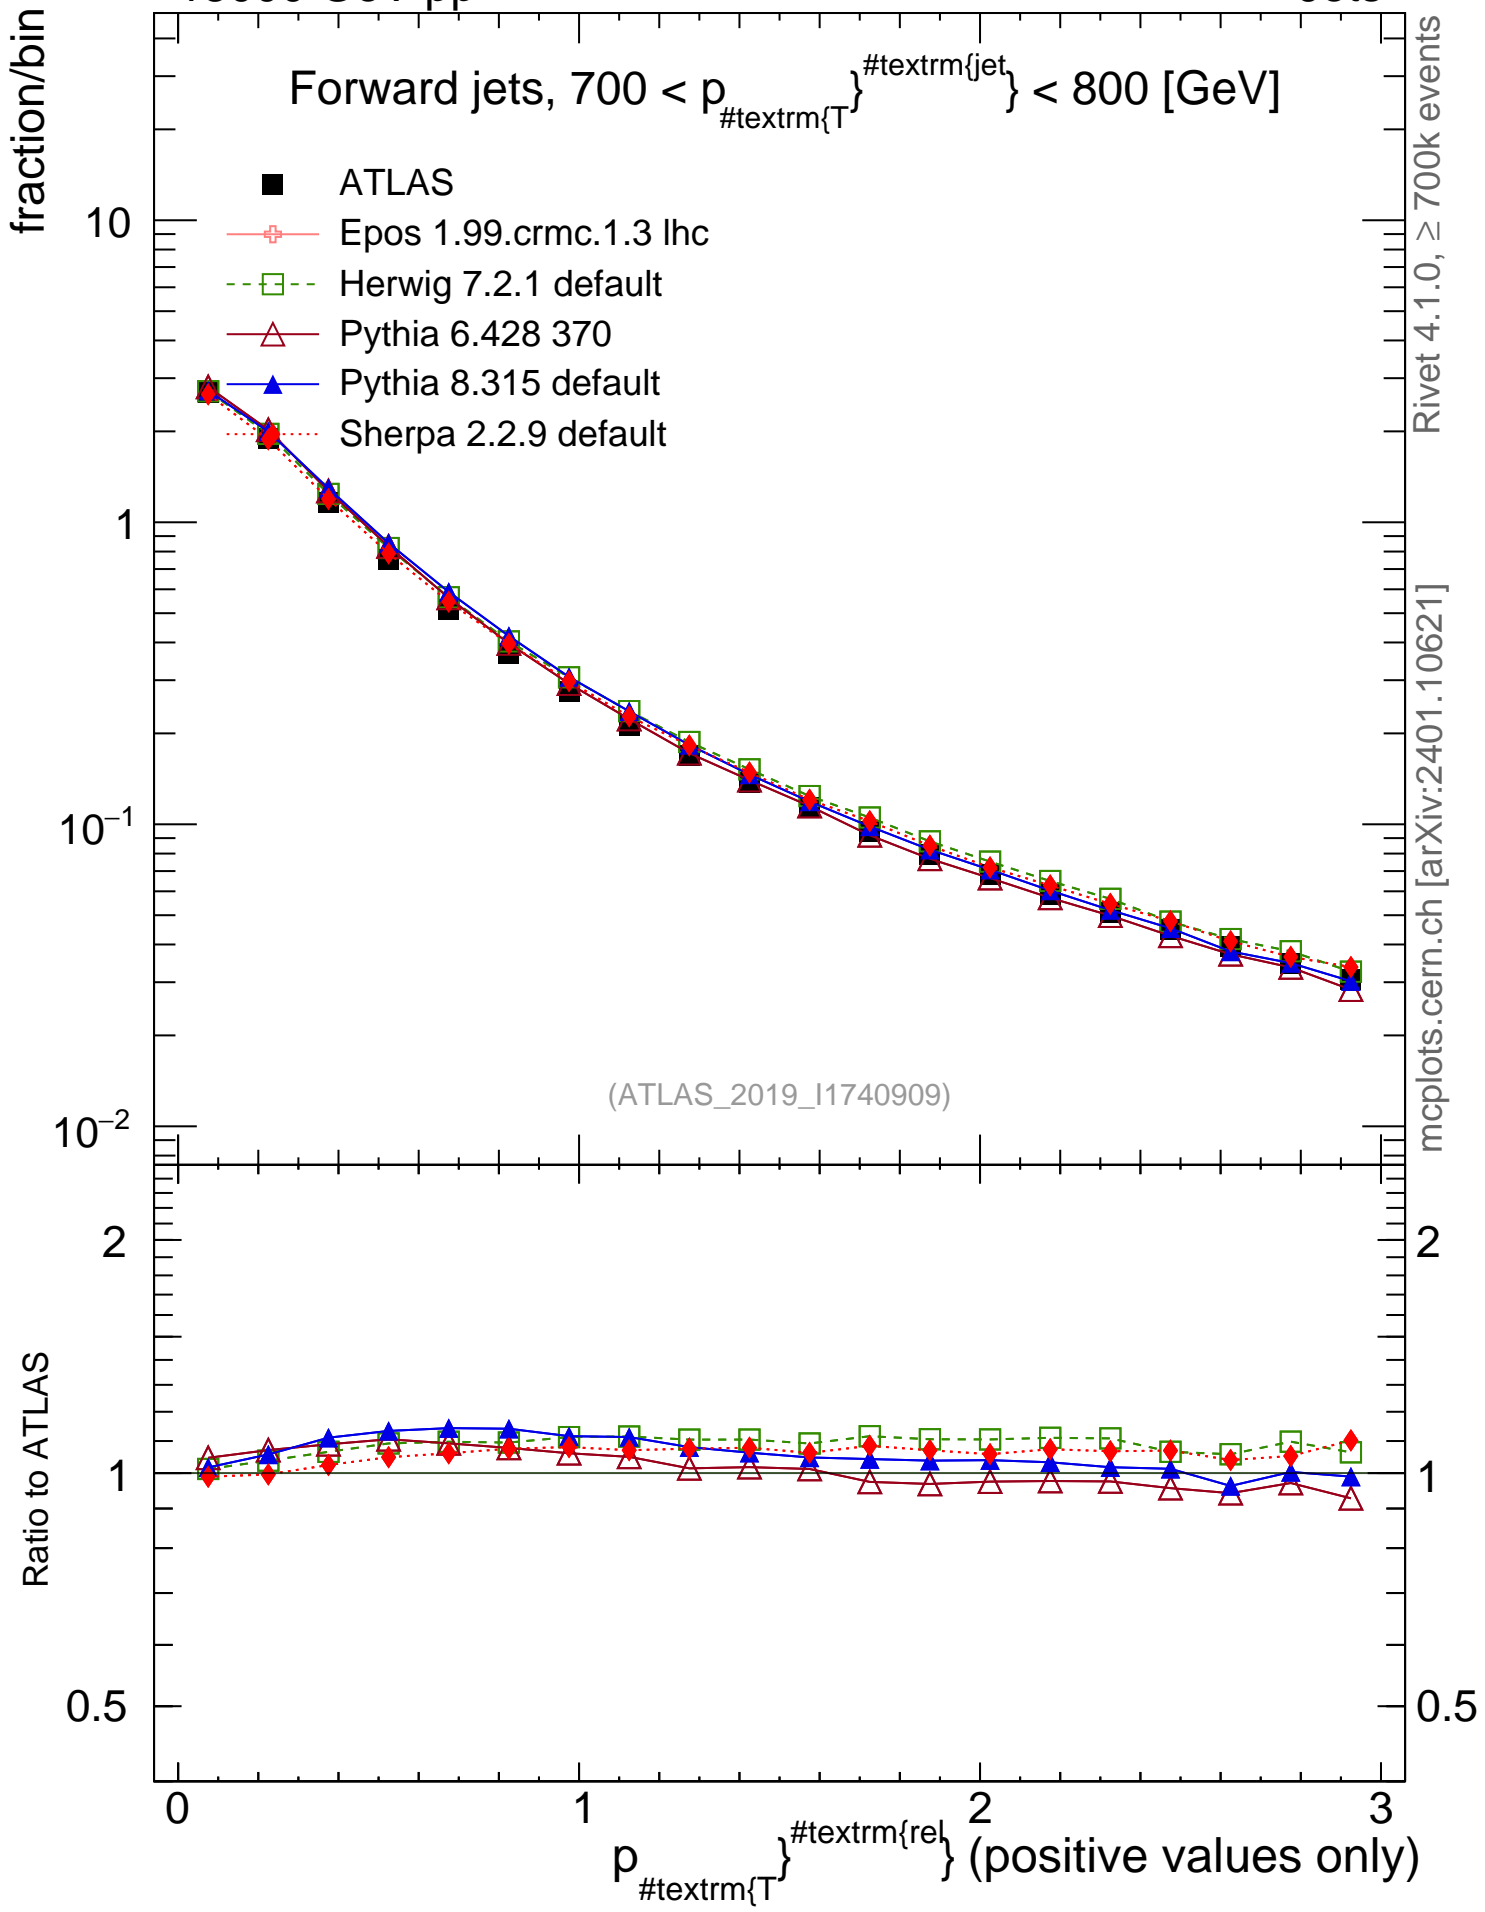 fraction/bin
Forward jets, 700 < p_{#textrm{T}}^{#textrm{jet}} < 800 [GeV]
ATLAS
Epos 1.99.crmc.1.3 lhc
Herwig 7.2.1 default
Pythia 6.428 370
Pythia 8.315 default
Sherpa 2.2.9 default
10
1
10⁻¹
10⁻²
(ATLAS_2019_I1740909)
Rivet 4.1.0, ≥ 700k events
mcplots.cern.ch [arXiv:2401.10621]
Ratio to ATLAS
2
1
0.5
2
1
0.5
0 1 2 3
p_{#textrm{T}}^{#textrm{rel}} (positive values only)